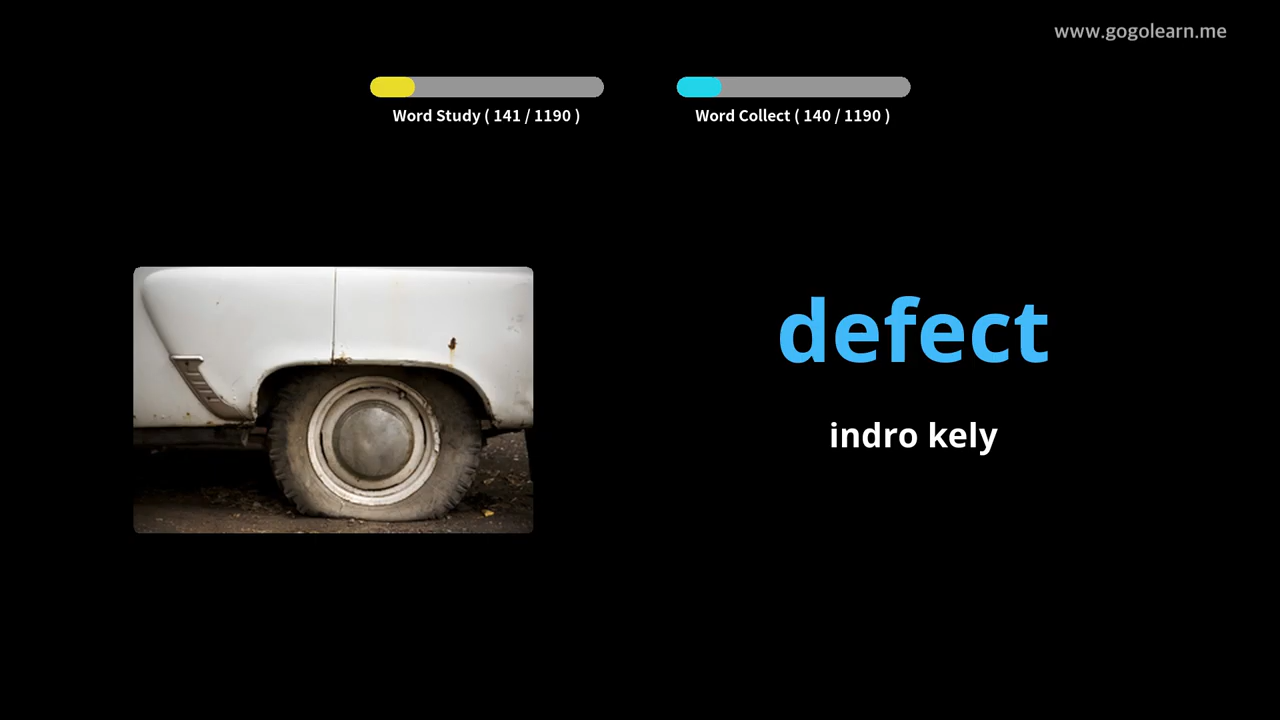 www.gogolearn.me
Word Study ( 141 / 1190 )
Word Collect ( 140 / 1190 )
defect
indro kely